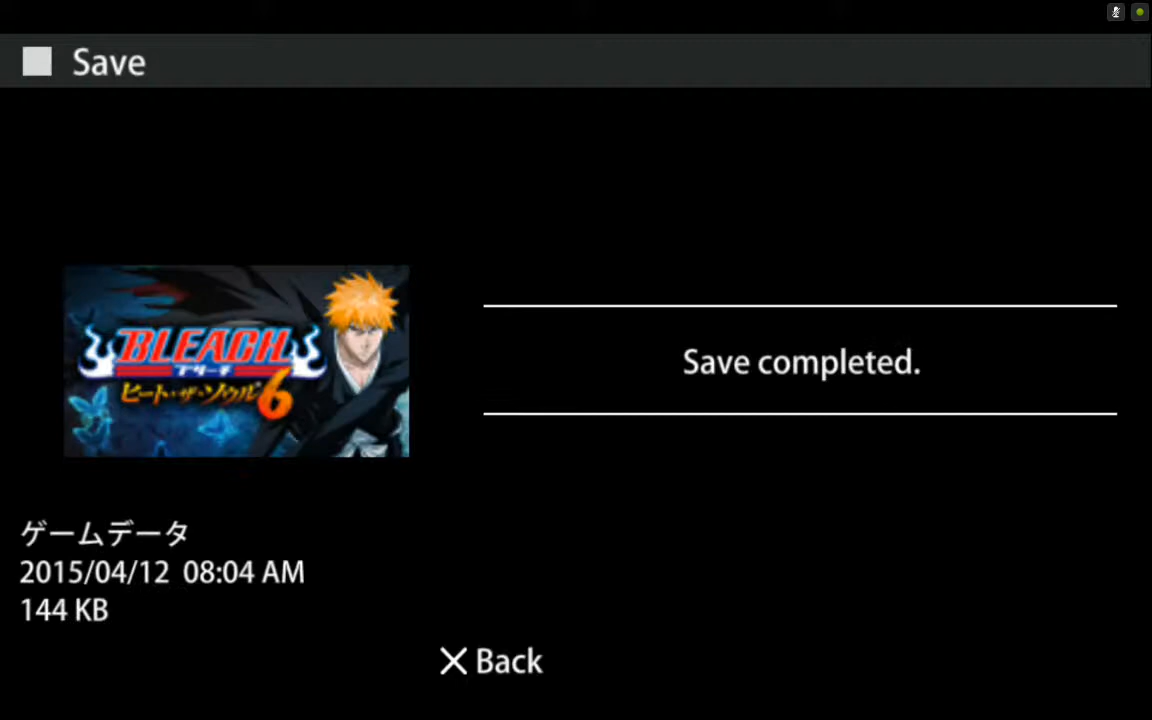 Save
BLEACH
ブリーチ
ヒート・ザ・ソウル6
Save completed.
ゲームデータ
2015/04/12 08:04 AM
144 KB
Back